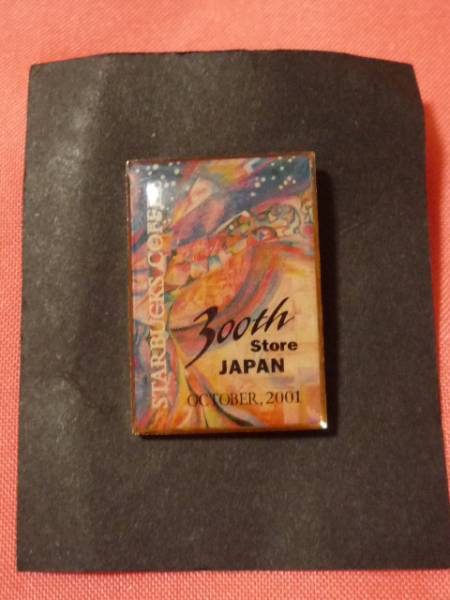 STARBUCKS COFFEE
300th
Store
JAPAN
OCTOBER, 2001